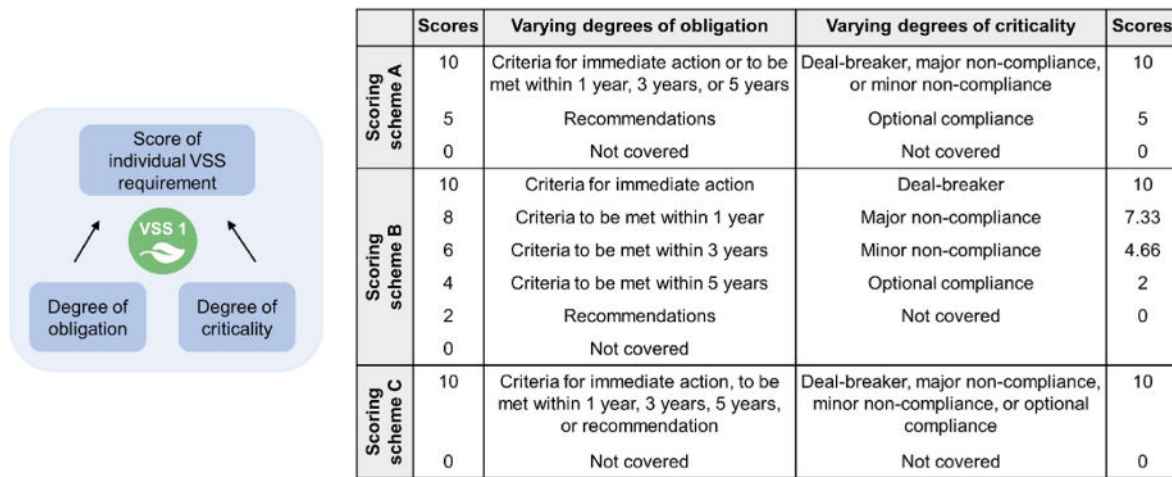 Score of
individual VSS
requirement
VSS 1
Degree of
obligation
Degree of
criticality
Scores Varying degrees of obligation Varying degrees of criticality Scores
Scoring
scheme A
10 Criteria for immediate action or to be Deal-breaker, major non-compliance, 10
met within 1 year, 3 years, or 5 years or minor non-compliance
5 Recommendations Optional compliance 5
0 Not covered Not covered 0
Scoring
scheme B
10 Criteria for immediate action Deal-breaker 10
8 Criteria to be met within 1 year Major non-compliance 7.33
6 Criteria to be met within 3 years Minor non-compliance 4.66
4 Criteria to be met within 5 years Optional compliance 2
2 Recommendations Not covered 0
0 Not covered
Scoring
scheme C
10 Criteria for immediate action, to be Deal-breaker, major non-compliance, 10
met within 1 year, 3 years, 5 years, minor non-compliance, or optional
or recommendation compliance
0 Not covered Not covered 0